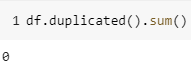 1 df.duplicated().sum()
0